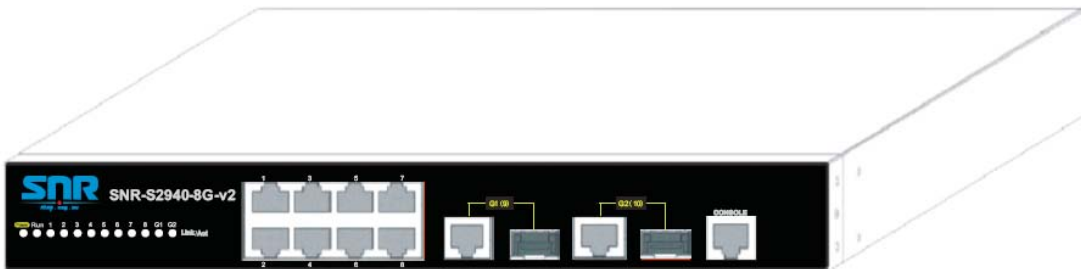 SNR
SNR-S2940-8G-v2
Power Run 1 2 3 4 5 6 7 8 G1 G2 Link/Act
1 3 5 7
2 4 6 8
G1 (9)
G2 (10)
CONSOLE